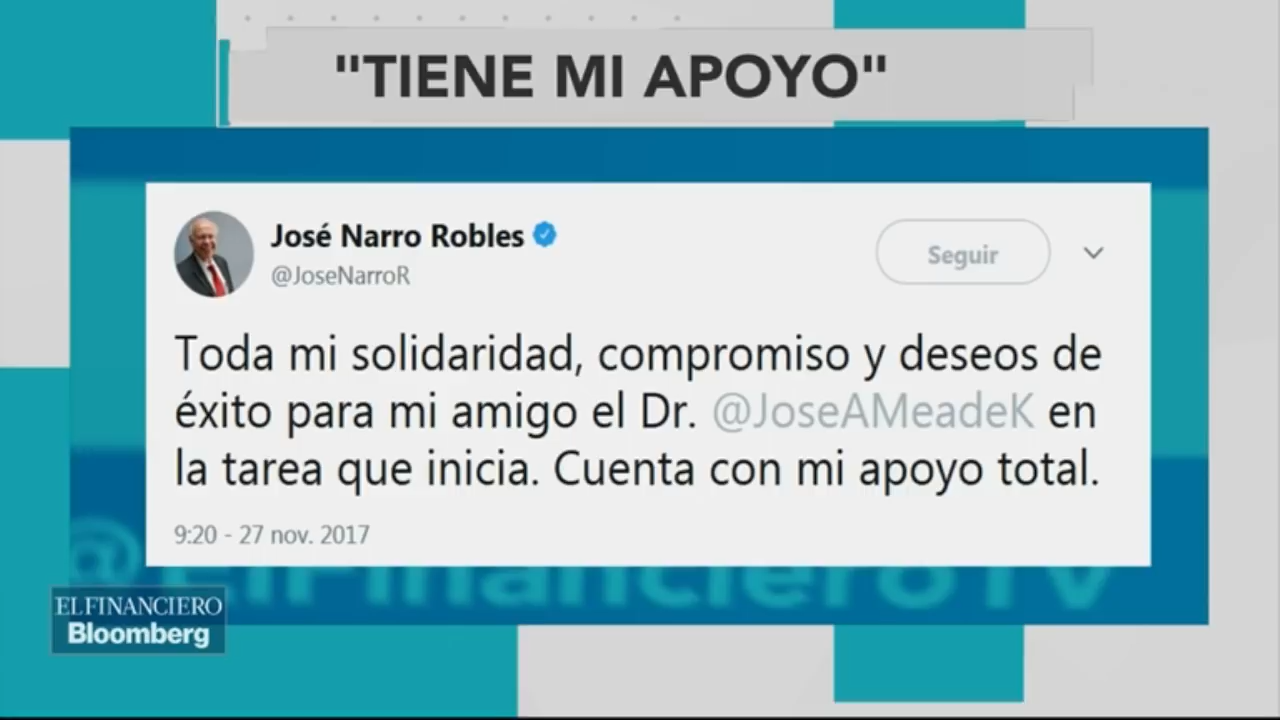 "TIENE MI APOYO"
José Narro Robles
@JoseNarroR
Seguir
Toda mi solidaridad, compromiso y deseos de
éxito para mi amigo el Dr. @JoseAMeadeK en
la tarea que inicia. Cuenta con mi apoyo total.
9:20 - 27 nov. 2017
@ElFinancieroTv
EL FINANCIERO
Bloomberg